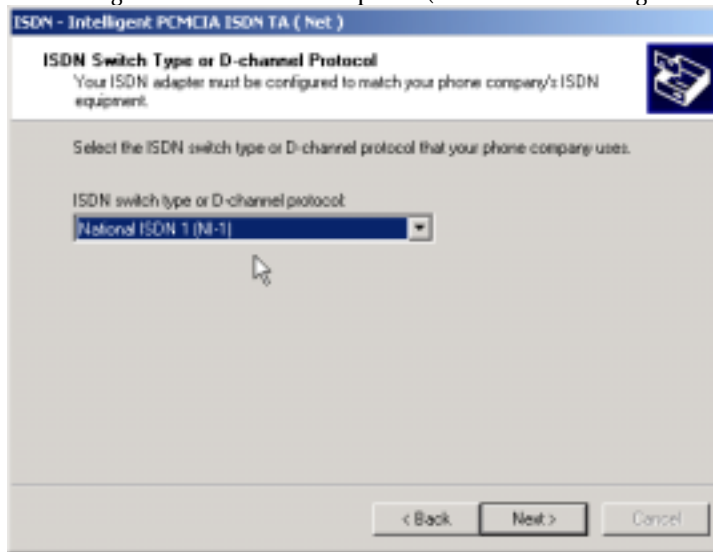 ISDN - Intelligent PCMCIA ISDN TA ( Net )
ISDN Switch Type or D-channel Protocol
Your ISDN adapter must be configured to match your phone company's ISDN
equipment.
Select the ISDN switch type or D-channel protocol that your phone company uses.
ISDN switch type or D-channel protocol:
National ISDN 1 (NI-1)
< Back
Next >
Cancel